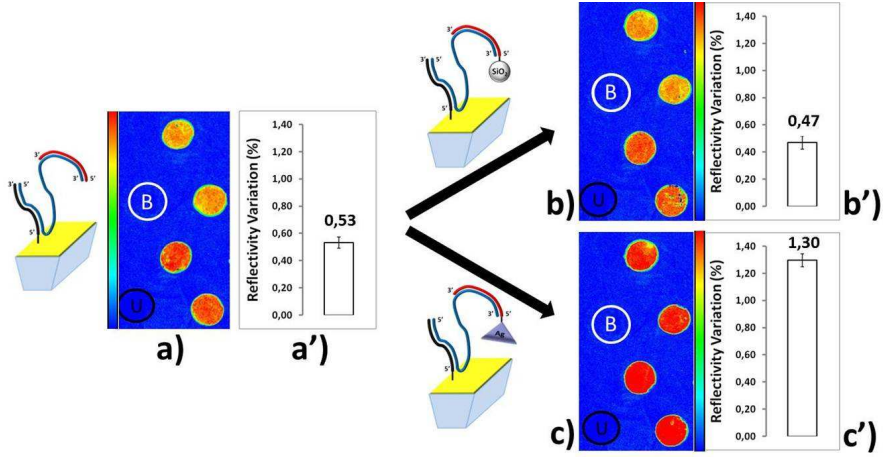 3'
5'
3'
5'
5'
B
U
a)
Reflectivity Variation (%)
1,40
1,20
1,00
0,80
0,60
0,40
0,20
0,00
0,53
a')
3'
5'
3'
5'
SiO2
5'
B
U
b)
Reflectivity Variation (%)
1,40
1,20
1,00
0,80
0,60
0,40
0,20
0,00
0,47
b')
3'
3'
5'
3'
5'
Ag
5'
B
U
c)
Reflectivity Variation (%)
1,40
1,20
1,00
0,80
0,60
0,40
0,20
0,00
1,30
c')